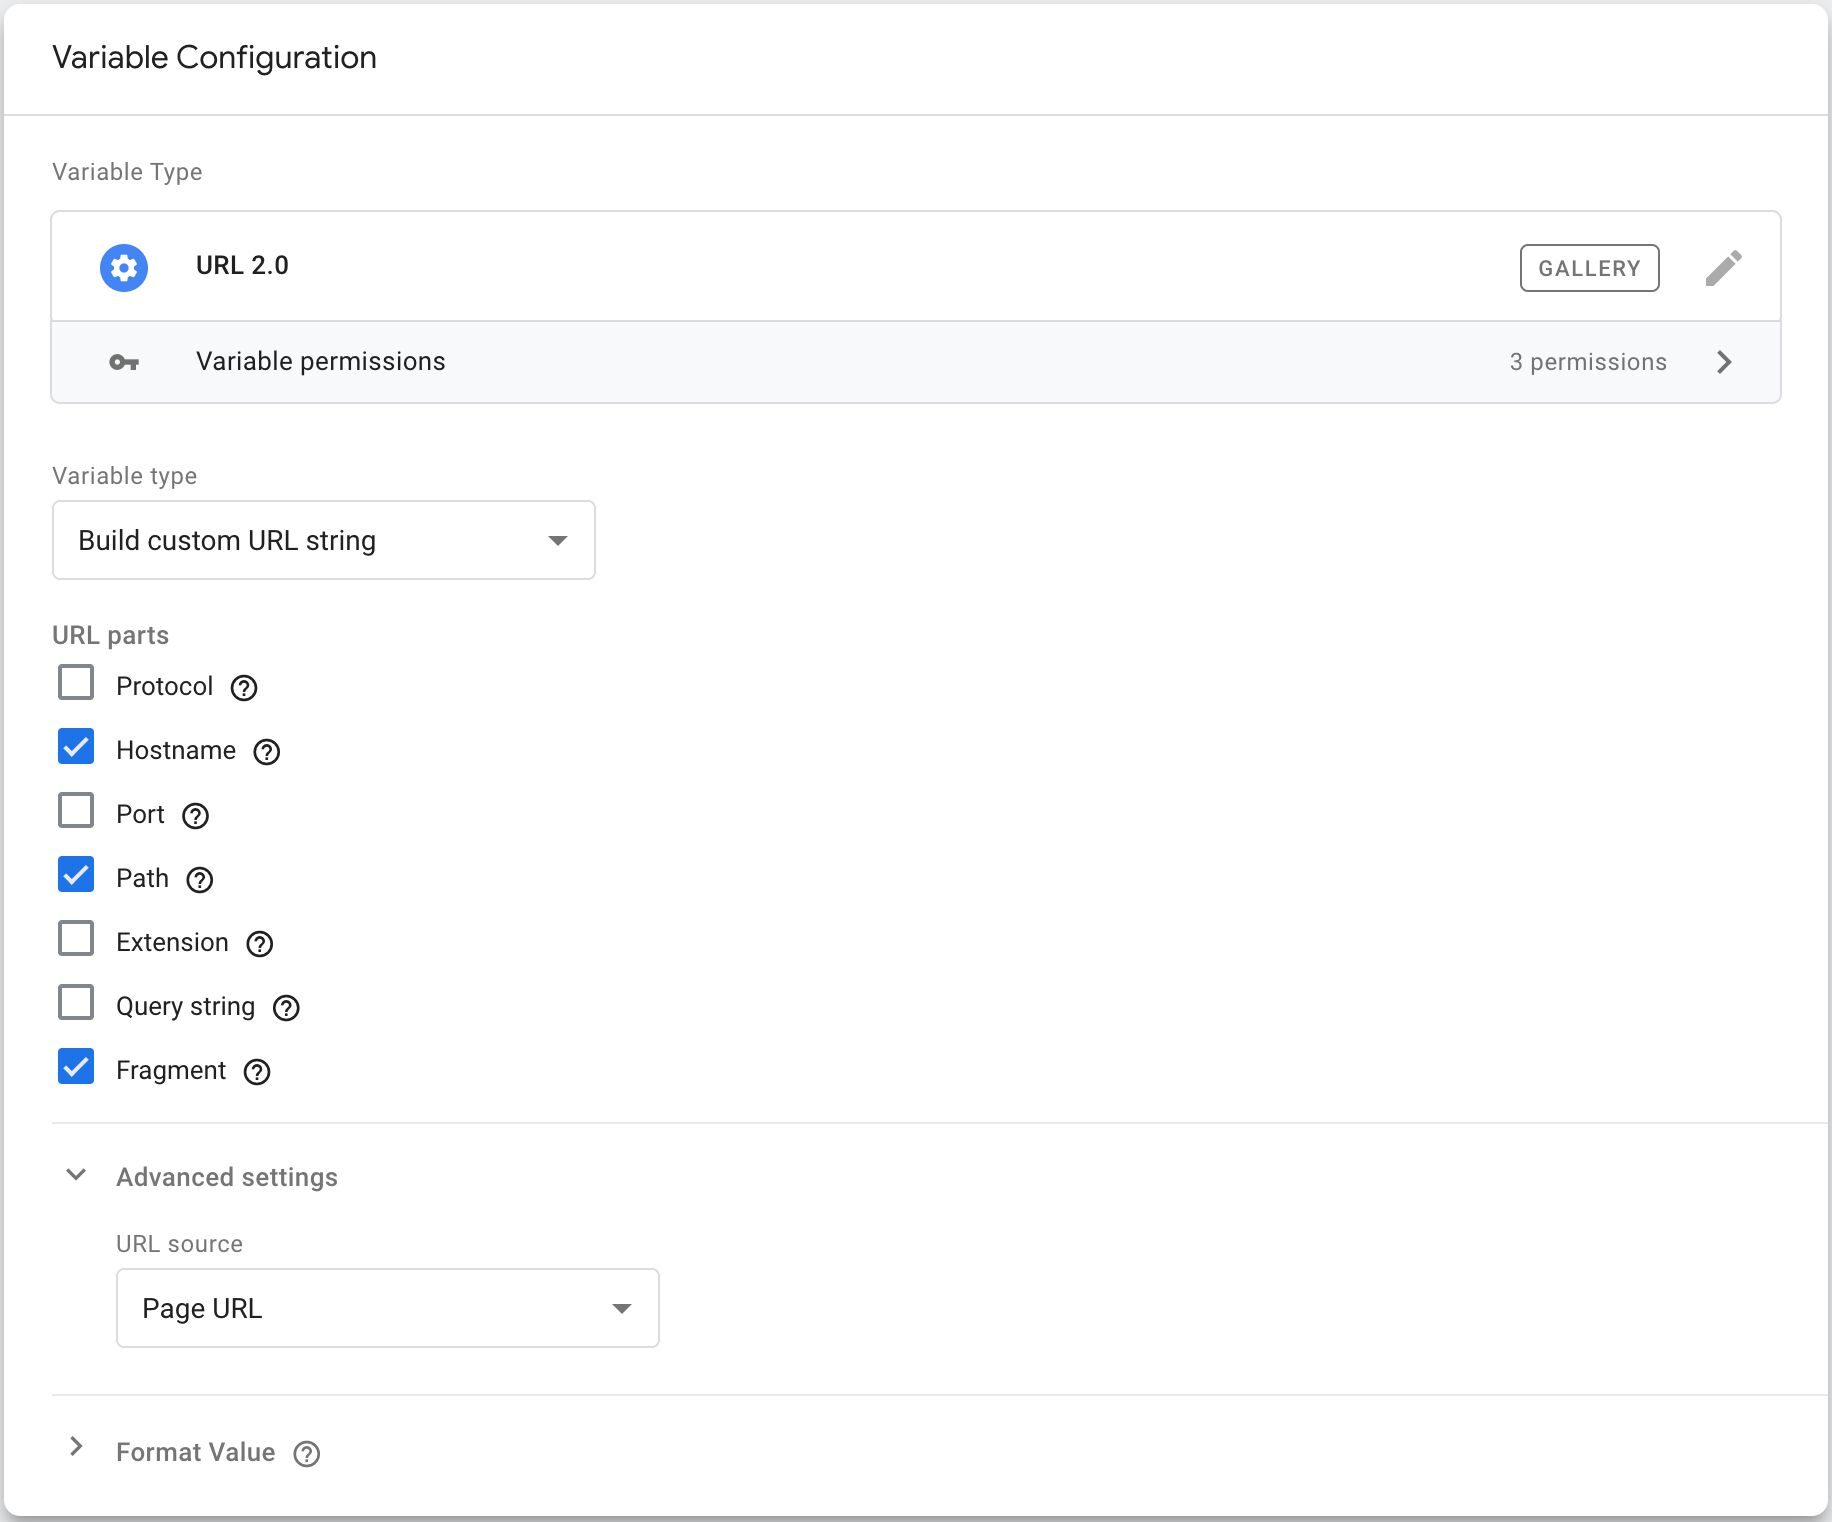 Variable Configuration
Variable Type
URL 2.0
GALLERY
Variable permissions
3 permissions
Variable type
Build custom URL string
URL parts
Protocol
Hostname
Port
Path
Extension
Query string
Fragment
Advanced settings
URL source
Page URL
Format Value